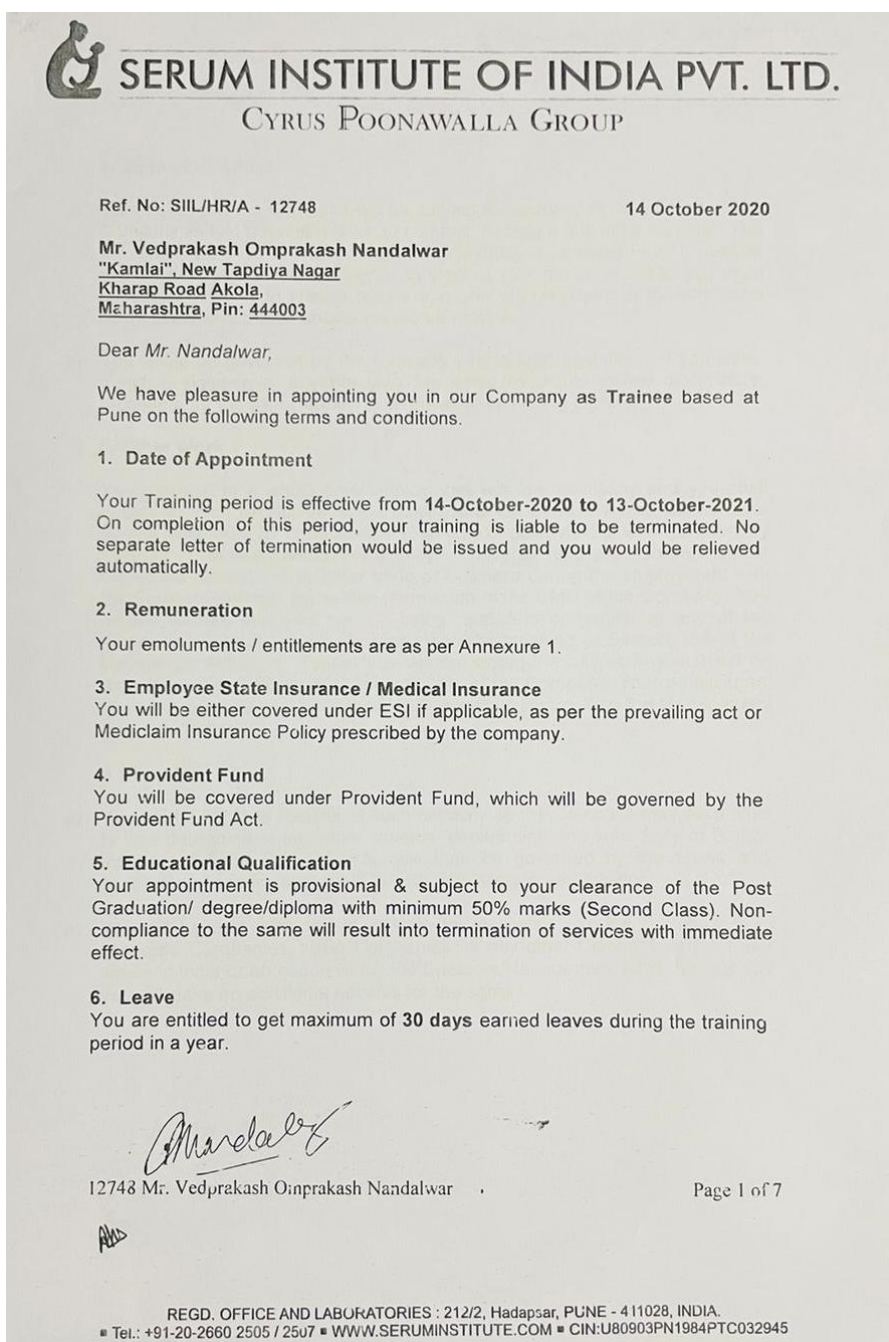 SERUM INSTITUTE OF INDIA PVT. LTD.
CYRUS POONAWALLA GROUP
Ref. No: SIIL/HR/A - 12748 14 October 2020
Mr. Vedprakash Omprakash Nandalwar
"Kamlai", New Tapdiya Nagar
Kharap Road Akola,
Maharashtra, Pin: 444003
Dear Mr. Nandalwar,
We have pleasure in appointing you in our Company as Trainee based at
Pune on the following terms and conditions.
1. Date of Appointment
Your Training period is effective from 14-October-2020 to 13-October-2021.
On completion of this period, your training is liable to be terminated. No
separate letter of termination would be issued and you would be relieved
automatically.
2. Remuneration
Your emoluments / entitlements are as per Annexure 1.
3. Employee State Insurance / Medical Insurance
You will be either covered under ESI if applicable, as per the prevailing act or
Mediclaim Insurance Policy prescribed by the company.
4. Provident Fund
You will be covered under Provident Fund, which will be governed by the
Provident Fund Act.
5. Educational Qualification
Your appointment is provisional & subject to your clearance of the Post
Graduation/ degree/diploma with minimum 50% marks (Second Class). Non-
compliance to the same will result into termination of services with immediate
effect.
6. Leave
You are entitled to get maximum of 30 days earned leaves during the training
period in a year.
12748 Mr. Vedprakash Omprakash Nandalwar Page 1 of 7
REGD. OFFICE AND LABORATORIES : 212/2, Hadapsar, PUNE - 411028, INDIA.
▪ Tel.: +91-20-2660 2505 / 2507 ▪ WWW.SERUMINSTITUTE.COM ▪ CIN:U80903PN1984PTC032945